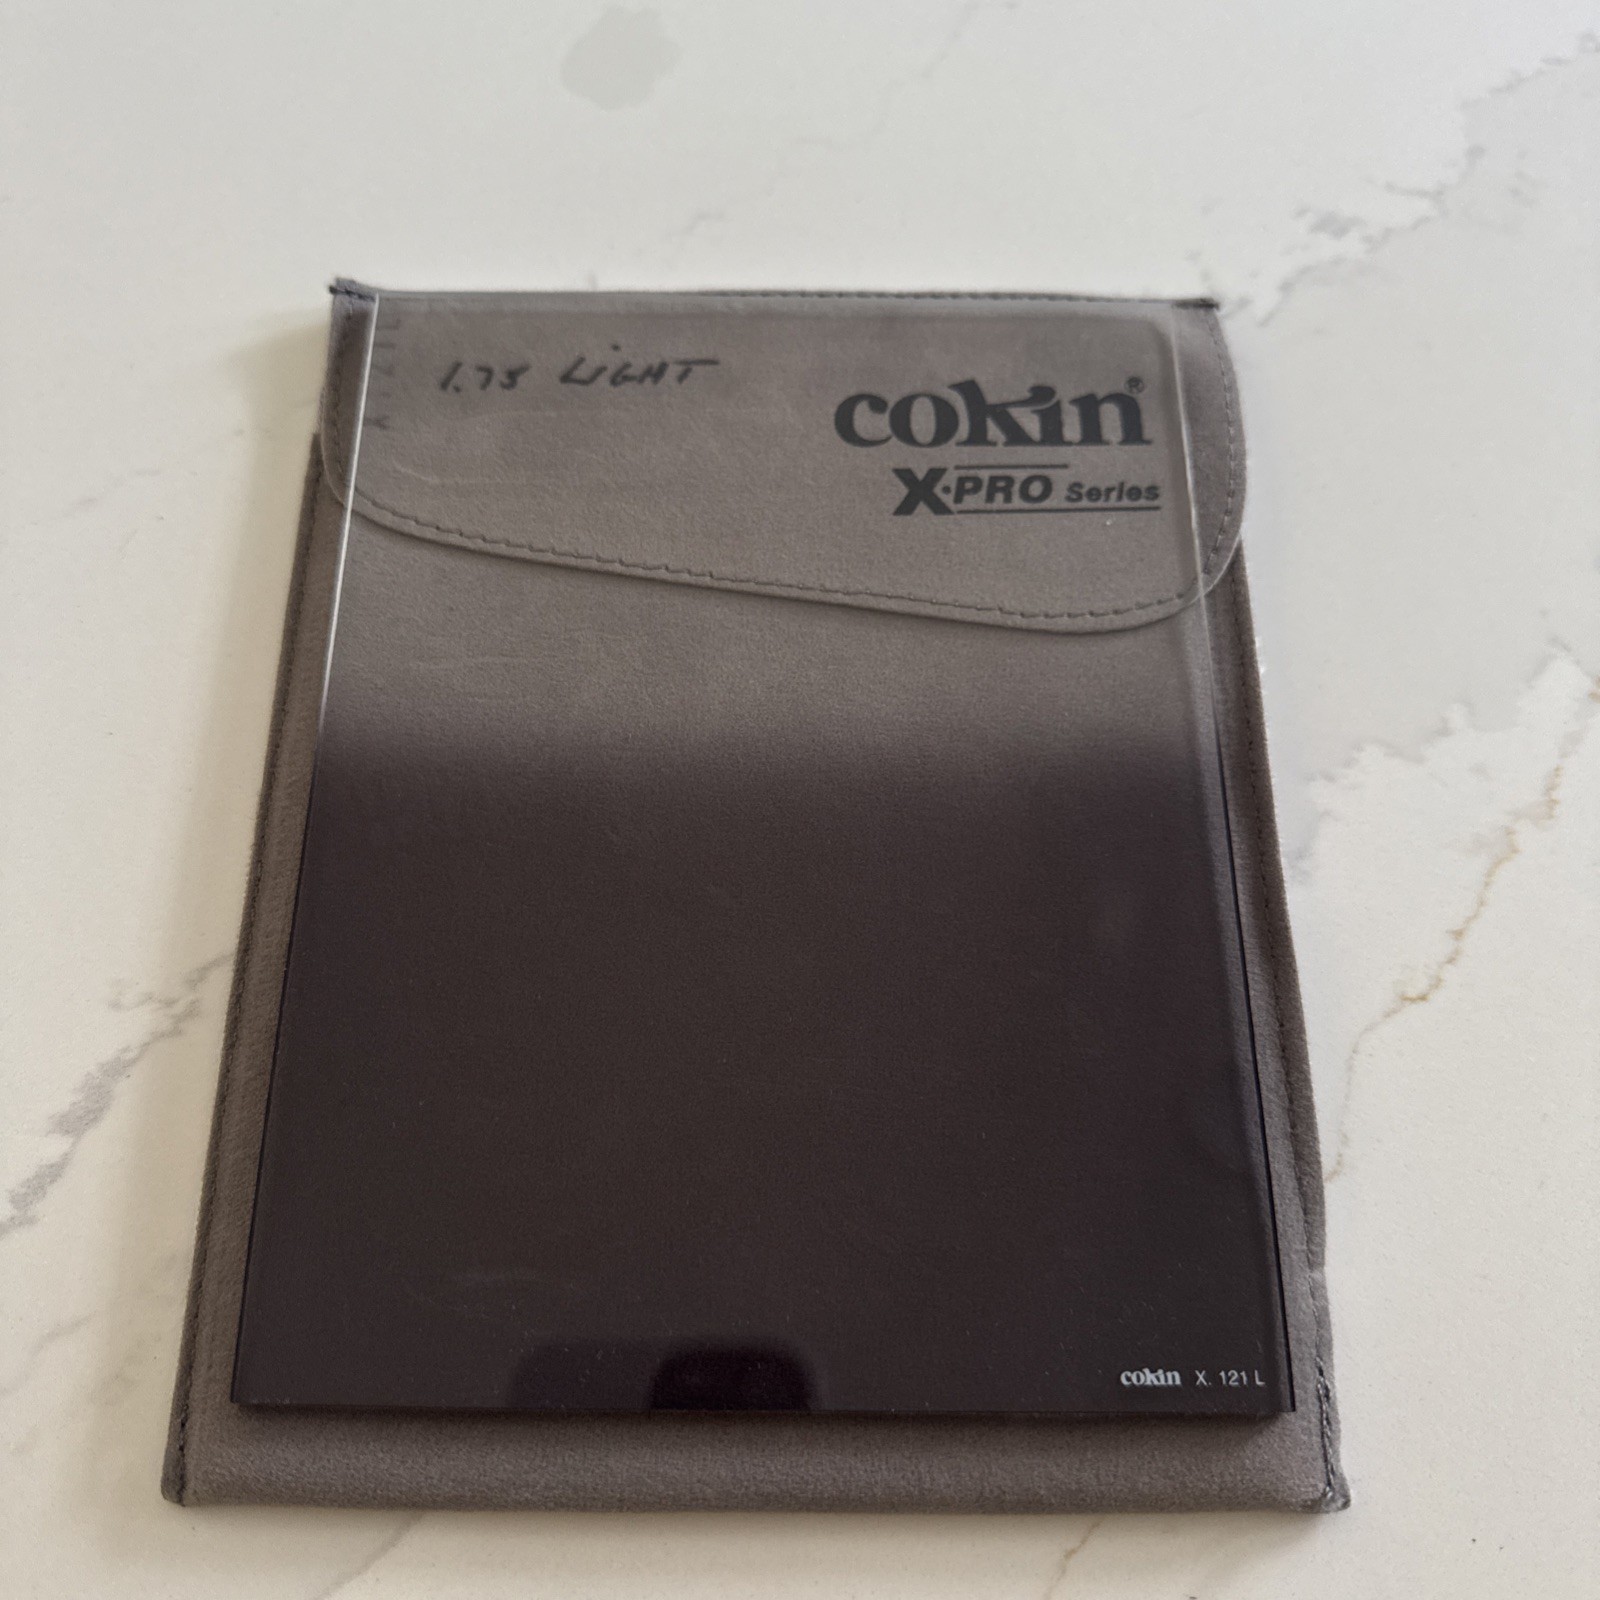 1.75 LIGHT
cokin®
X·PRO Series
cokin X. 121 L